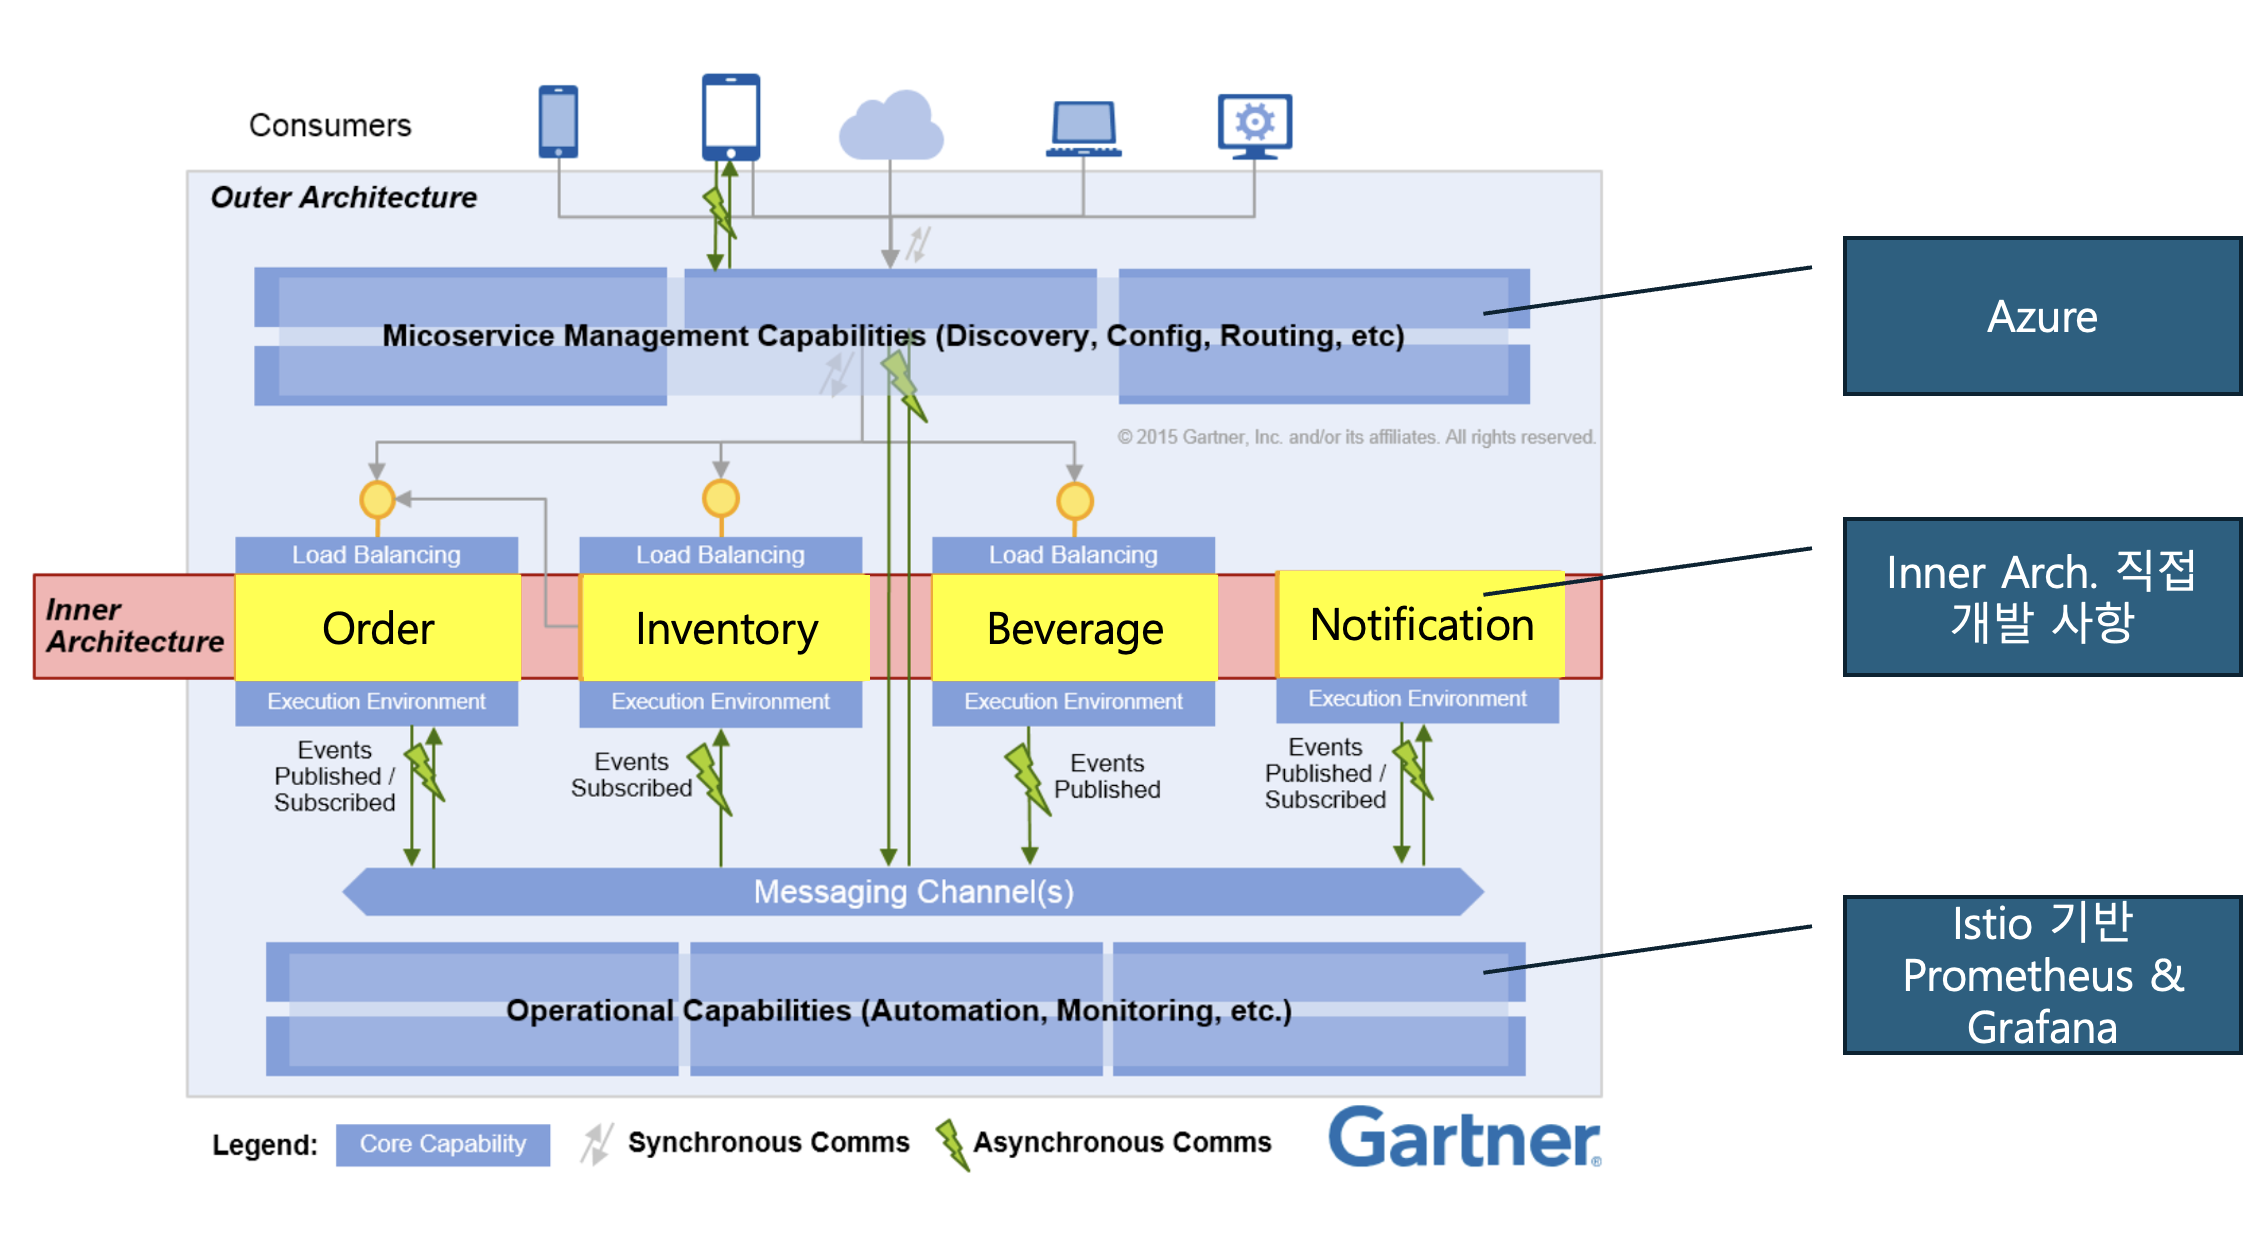 Consumers
Outer Architecture
Micoservice Management Capabilities (Discovery, Config, Routing, etc)
Azure
© 2015 Gartner, Inc. and/or its affiliates. All rights reserved.
Load Balancing
Load Balancing
Load Balancing
Inner
Architecture
Order
Inventory
Beverage
Notification
Inner Arch. 직접
개발 사항
Execution Environment
Execution Environment
Execution Environment
Execution Environment
Events
Published /
Subscribed
Events
Subscribed
Events
Published
Events
Published /
Subscribed
Messaging Channel(s)
Operational Capabilities (Automation, Monitoring, etc.)
Istio 기반
Prometheus &
Grafana
Legend:
Core Capability
Synchronous Comms
Asynchronous Comms
Gartner®